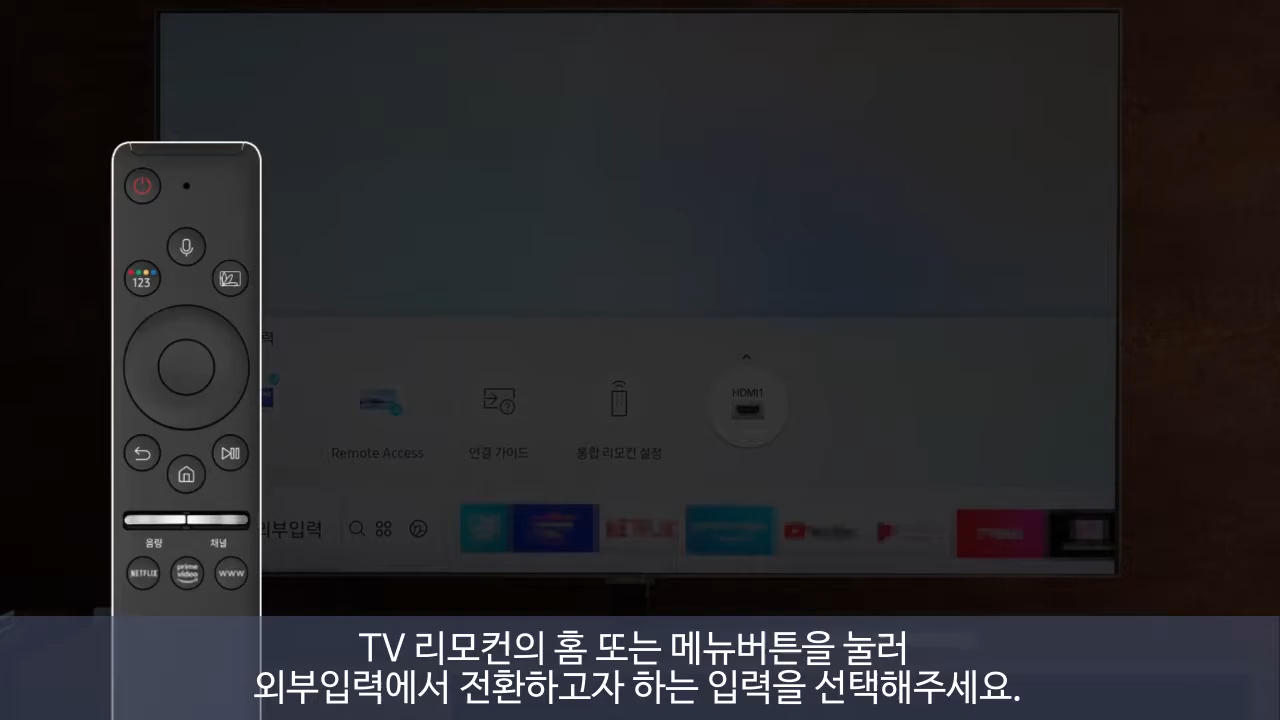 123
력
HDMI1
Remote Access
연결 가이드
통합 리모컨 설정
외부입력
NETFLIX
음량
채널
NETFLIX
prime video
www
TV 리모컨의 홈 또는 메뉴버튼을 눌러
외부입력에서 전환하고자 하는 입력을 선택해주세요.